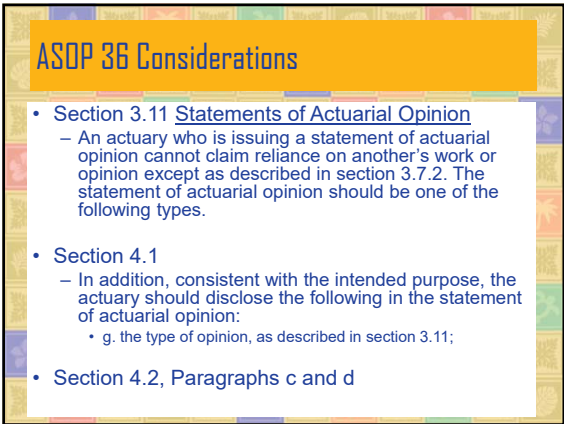 ASOP 36 Considerations
• Section 3.11 Statements of Actuarial Opinion
– An actuary who is issuing a statement of actuarial
opinion cannot claim reliance on another's work or
opinion except as described in section 3.7.2. The
statement of actuarial opinion should be one of the
following types.
• Section 4.1
– In addition, consistent with the intended purpose, the
actuary should disclose the following in the statement
of actuarial opinion:
• g. the type of opinion, as described in section 3.11;
• Section 4.2, Paragraphs c and d